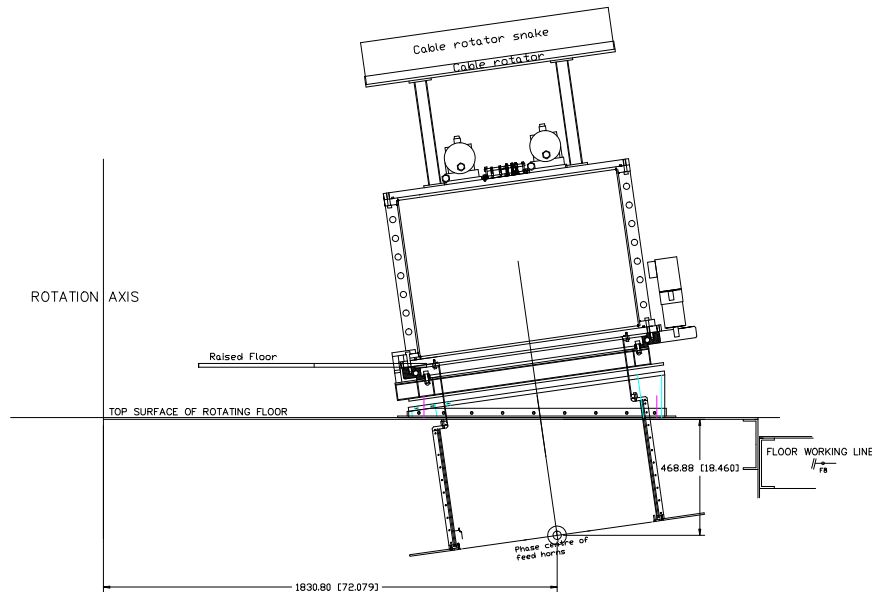 Cable rotator snake
Cable rotator
ROTATION AXIS
Raised Floor
TOP SURFACE OF ROTATING FLOOR
FLOOR WORKING LINE
F8
468.88 [18.460]
Phase centre of
feed horns
1830.80 [72.079]